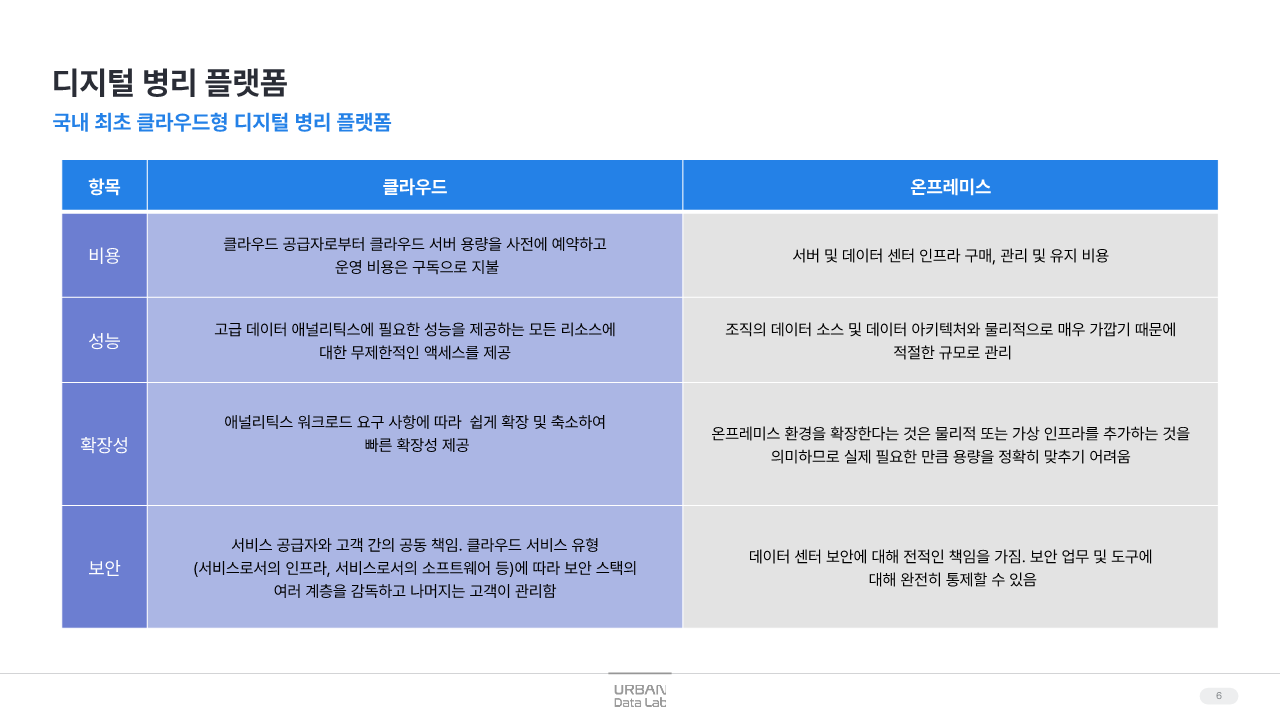 디지털 병리 플랫폼
국내 최초 클라우드형 디지털 병리 플랫폼
항목
클라우드
온프레미스
비용
클라우드 공급자로부터 클라우드 서버 용량을 사전에 예약하고
운영 비용은 구독으로 지불
서버 및 데이터 센터 인프라 구매, 관리 및 유지 비용
성능
고급 데이터 애널리틱스에 필요한 성능을 제공하는 모든 리소스에
대한 무제한적인 액세스를 제공
조직의 데이터 소스 및 데이터 아키텍처와 물리적으로 매우 가깝기 때문에
적절한 규모로 관리
확장성
애널리틱스 워크로드 요구 사항에 따라  쉽게 확장 및 축소하여
빠른 확장성 제공
온프레미스 환경을 확장한다는 것은 물리적 또는 가상 인프라를 추가하는 것을
의미하므로 실제 필요한 만큼 용량을 정확히 맞추기 어려움
보안
서비스 공급자와 고객 간의 공동 책임. 클라우드 서비스 유형
(서비스로서의 인프라, 서비스로서의 소프트웨어 등)에 따라 보안 스택의
여러 계층을 감독하고 나머지는 고객이 관리함
데이터 센터 보안에 대해 전적인 책임을 가짐. 보안 업무 및 도구에
대해 완전히 통제할 수 있음
URBAN
Data Lab
6